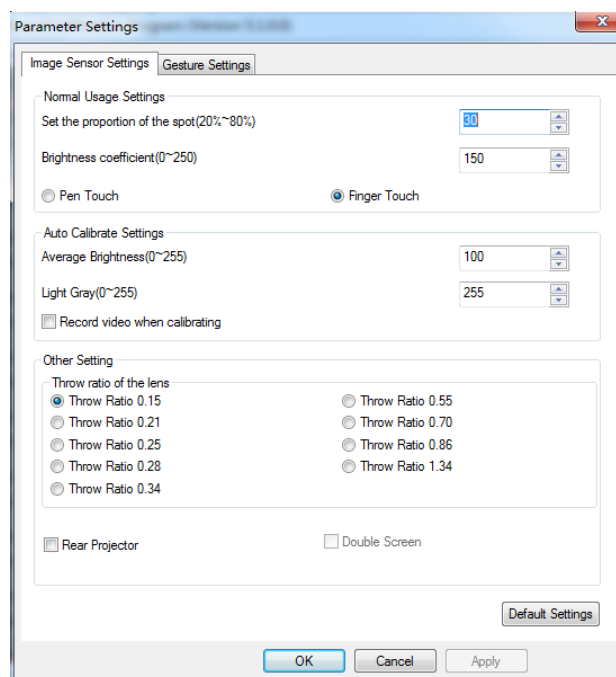 Parameter Settings
Image Sensor Settings Gesture Settings
Normal Usage Settings
Set the proportion of the spot(20%~80%) 30
Brightness coefficient(0~250) 150
Pen Touch Finger Touch
Auto Calibrate Settings
Average Brightness(0~255) 100
Light Gray(0~255) 255
Record video when calibrating
Other Setting
Throw ratio of the lens
Throw Ratio 0.15 Throw Ratio 0.55
Throw Ratio 0.21 Throw Ratio 0.70
Throw Ratio 0.25 Throw Ratio 0.86
Throw Ratio 0.28 Throw Ratio 1.34
Throw Ratio 0.34
Rear Projector Double Screen
Default Settings
OK Cancel Apply